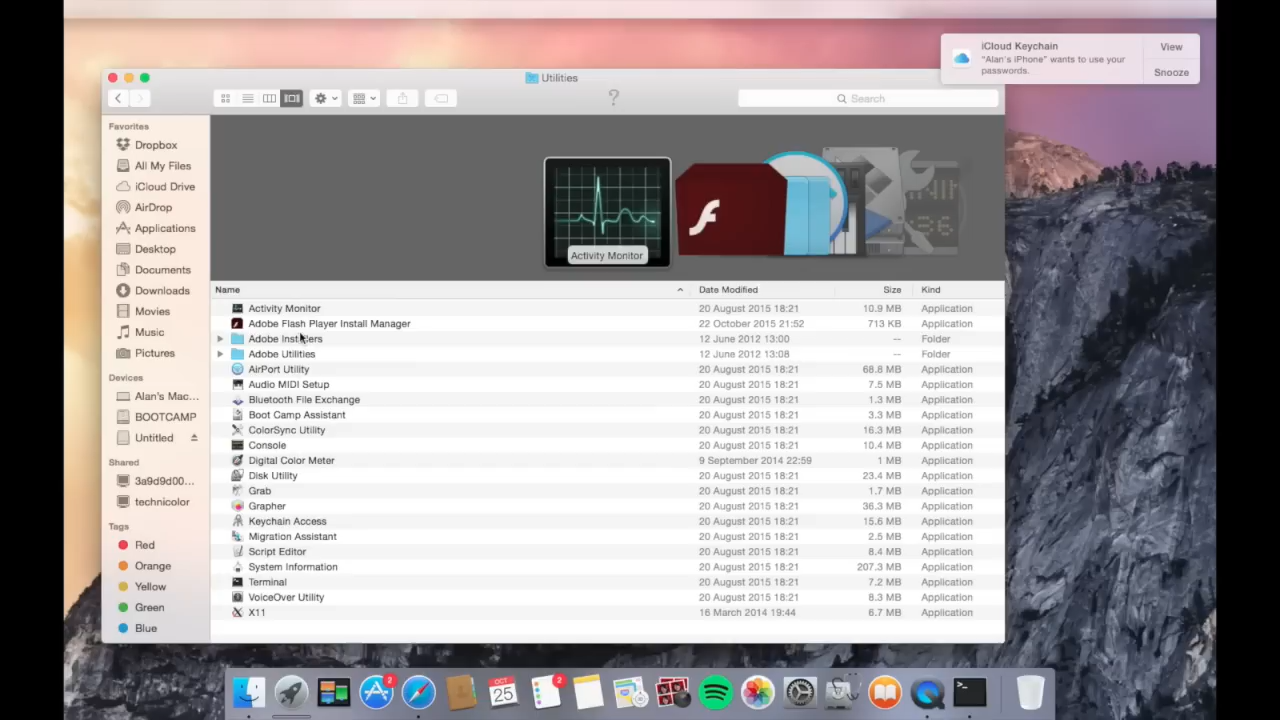 iCloud Keychain
"Alan's iPhone" wants to use your
passwords.
View
Snooze
Utilities
?
Search
Favorites
Dropbox
All My Files
iCloud Drive
AirDrop
Applications
Desktop
Documents
Downloads
Movies
Music
Pictures
Devices
Alan's Mac...
BOOTCAMP
Untitled
Shared
3a9d9d00...
technicolor
Tags
Red
Orange
Yellow
Green
Blue
Activity Monitor
Name Date Modified Size Kind
Activity Monitor 20 August 2015 18:21 10.9 MB Application
Adobe Flash Player Install Manager 22 October 2015 21:52 713 KB Application
Adobe Installers 12 June 2012 13:00 -- Folder
Adobe Utilities 12 June 2012 13:08 -- Folder
AirPort Utility 20 August 2015 18:21 68.8 MB Application
Audio MIDI Setup 20 August 2015 18:21 7.5 MB Application
Bluetooth File Exchange 20 August 2015 18:21 1.3 MB Application
Boot Camp Assistant 20 August 2015 18:21 3.3 MB Application
ColorSync Utility 20 August 2015 18:21 16.3 MB Application
Console 20 August 2015 18:21 10.4 MB Application
Digital Color Meter 9 September 2014 22:59 1 MB Application
Disk Utility 20 August 2015 18:21 23.4 MB Application
Grab 20 August 2015 18:21 1.7 MB Application
Grapher 20 August 2015 18:21 36.3 MB Application
Keychain Access 20 August 2015 18:21 15.6 MB Application
Migration Assistant 20 August 2015 18:21 2.8 MB Application
Script Editor 20 August 2015 18:21 8.4 MB Application
System Information 20 August 2015 18:21 207.3 MB Application
Terminal 20 August 2015 18:21 7.2 MB Application
VoiceOver Utility 20 August 2015 18:21 9.8 MB Application
X11 16 March 2014 19:44 6.7 MB Application
2
OCT
25
2